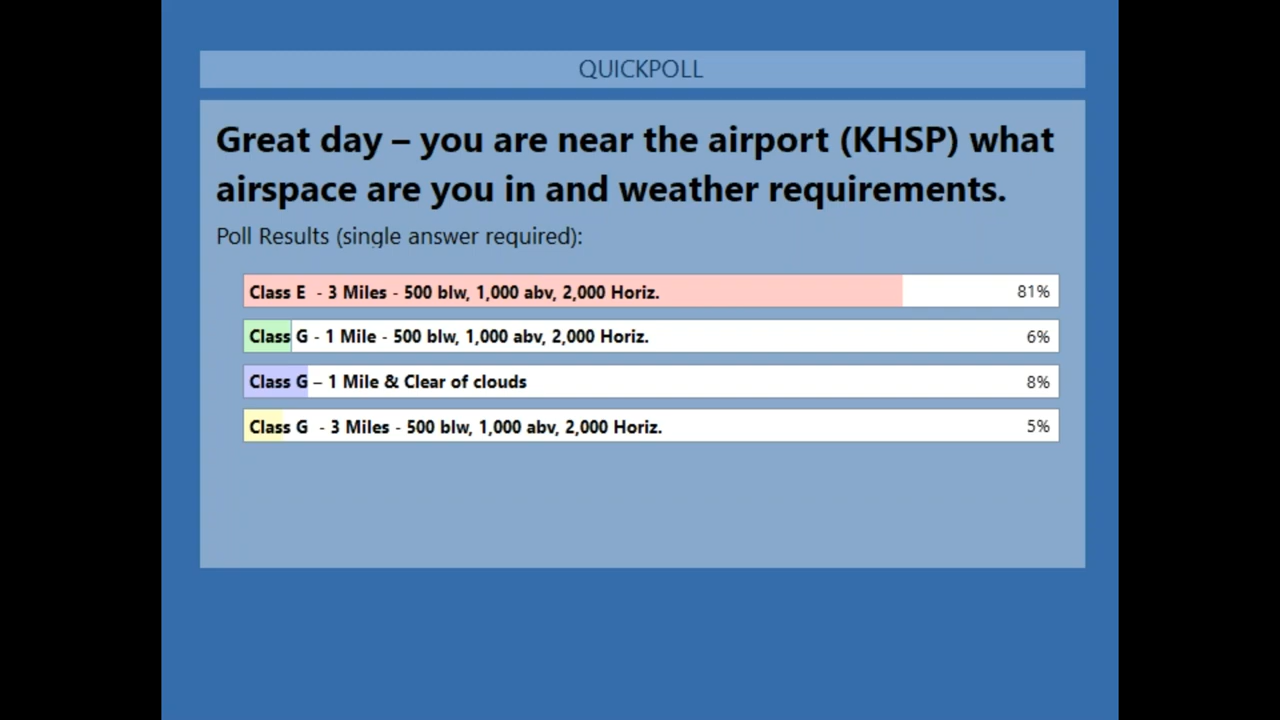 QUICKPOLL
Great day – you are near the airport (KHSP) what
airspace are you in and weather requirements.
Poll Results (single answer required):
Class E - 3 Miles - 500 blw, 1,000 abv, 2,000 Horiz. 81%
Class G - 1 Mile - 500 blw, 1,000 abv, 2,000 Horiz. 6%
Class G – 1 Mile & Clear of clouds 8%
Class G - 3 Miles - 500 blw, 1,000 abv, 2,000 Horiz. 5%